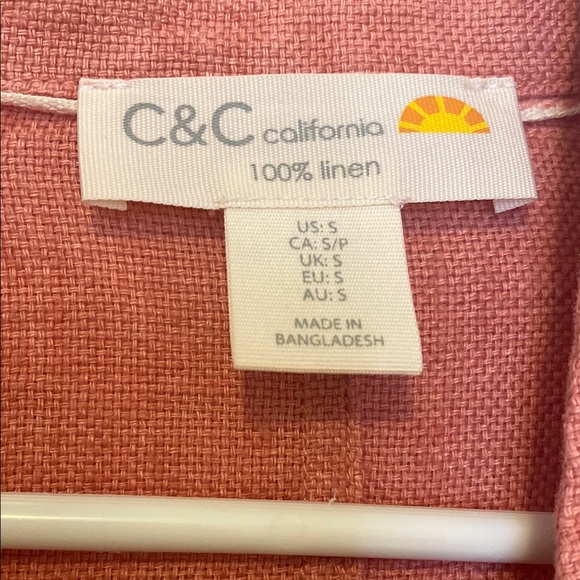 C&C california
100% linen
US: S
CA: S/P
UK: S
EU: S
AU: S
MADE IN
BANGLADESH